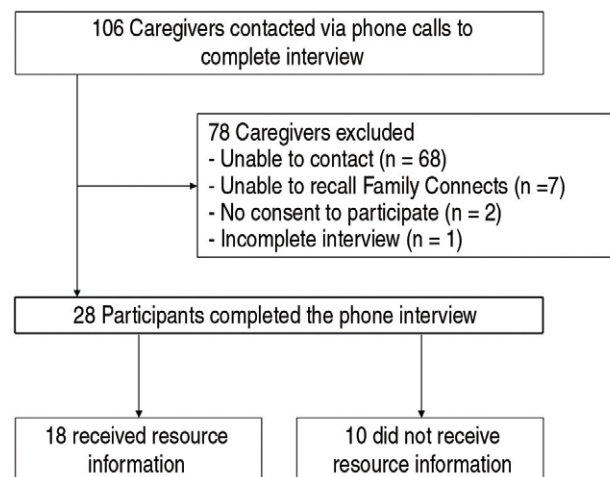 106 Caregivers contacted via phone calls to
complete interview
78 Caregivers excluded
- Unable to contact (n = 68)
- Unable to recall Family Connects (n =7)
- No consent to participate (n = 2)
- Incomplete interview (n = 1)
28 Participants completed the phone interview
18 received resource
information
10 did not receive
resource information